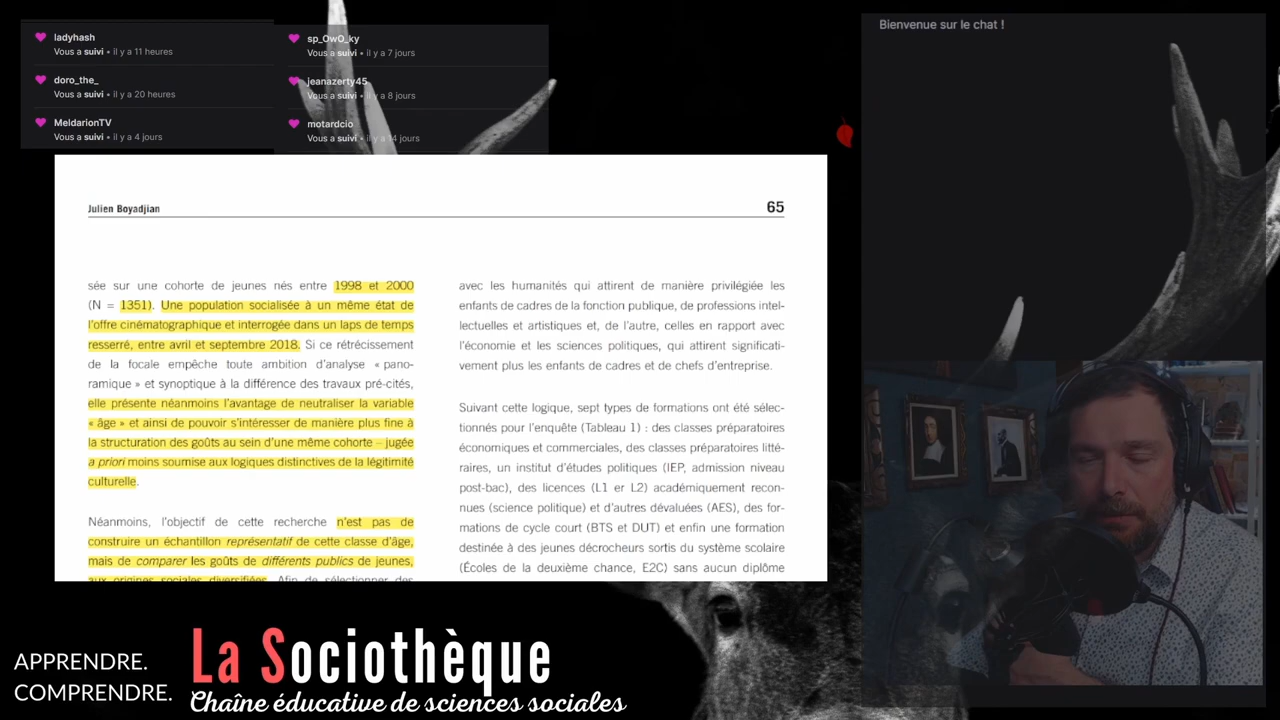 ladyhash
Vous a suivi • il y a 11 heures
doro_the_
Vous a suivi • il y a 20 heures
MeldarionTV
Vous a suivi • il y a 4 jours
sp_OwO_ky
Vous a suivi • il y a 7 jours
jeanazerty45
Vous a suivi • il y a 8 jours
motardcio
Vous a suivi • il y a 14 jours
Bienvenue sur le chat !
Julien Boyadjian
65
sée sur une cohorte de jeunes nés entre 1998 et 2000
(N = 1351). Une population socialisée à un même état de
l'offre cinématographique et interrogée dans un laps de temps
resserré, entre avril et septembre 2018. Si ce rétrécissement
de la focale empêche toute ambition d'analyse « pano-
ramique » et synoptique à la différence des travaux pré-cités,
elle présente néanmoins l'avantage de neutraliser la variable
« âge » et ainsi de pouvoir s'intéresser de manière plus fine à
la structuration des goûts au sein d'une même cohorte – jugée
a priori moins soumise aux logiques distinctives de la légitimité
culturelle.
Néanmoins, l'objectif de cette recherche n'est pas de
construire un échantillon représentatif de cette classe d'âge,
mais de comparer les goûts de différents publics de jeunes,
aux origines sociales diversifiées. Afin de sélectionner des
avec les humanités qui attirent de manière privilégiée les
enfants de cadres de la fonction publique, de professions intel-
lectuelles et artistiques et, de l'autre, celles en rapport avec
l'économie et les sciences politiques, qui attirent significati-
vement plus les enfants de cadres et de chefs d'entreprise.
Suivant cette logique, sept types de formations ont été sélec-
tionnés pour l'enquête (Tableau 1) : des classes préparatoires
économiques et commerciales, des classes préparatoires litté-
raires, un institut d'études politiques (IEP, admission niveau
post-bac), des licences (L1 er L2) académiquement recon-
nues (science politique) et d'autres dévaluées (AES), des for-
mations de cycle court (BTS et DUT) et enfin une formation
destinée à des jeunes décrocheurs sortis du système scolaire
(Écoles de la deuxième chance, E2C) sans aucun diplôme
APPRENDRE.
COMPRENDRE.
La Sociothèque
Chaîne éducative de sciences sociales